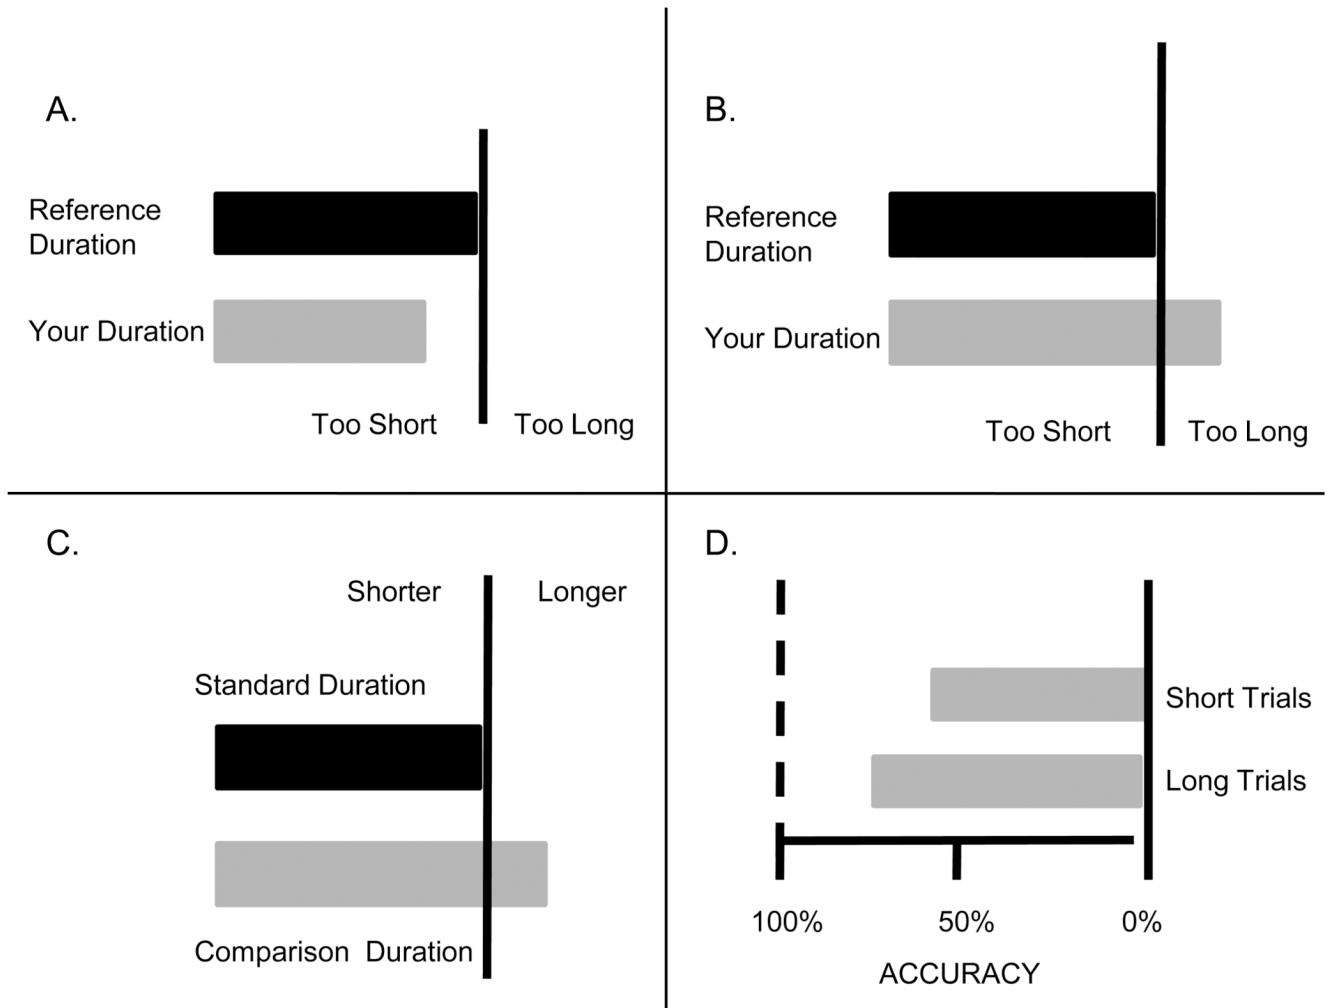 A.
Reference
Duration
Your Duration
Too Short Too Long
B.
Reference
Duration
Your Duration
Too Short Too Long
C.
Shorter Longer
Standard Duration
Comparison Duration
D.
Short Trials
Long Trials
100% 50% 0%
ACCURACY